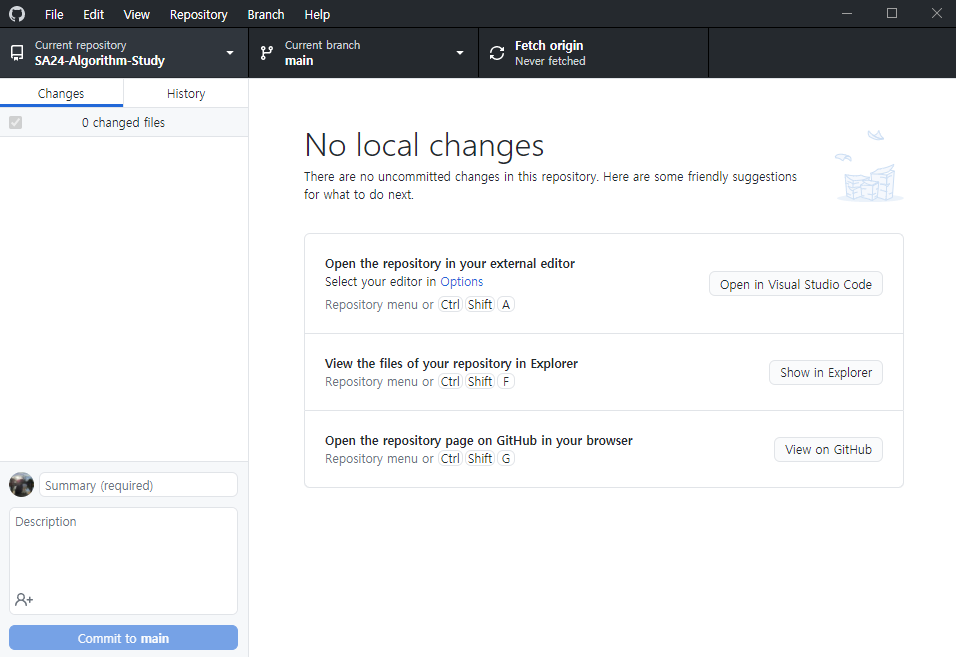 File Edit View Repository Branch Help
Current repository
SA24-Algorithm-Study
Current branch
main
Fetch origin
Never fetched
Changes
History
0 changed files
No local changes
There are no uncommitted changes in this repository. Here are some friendly suggestions
for what to do next.
Open the repository in your external editor
Select your editor in Options
Repository menu or Ctrl Shift A
Open in Visual Studio Code
View the files of your repository in Explorer
Repository menu or Ctrl Shift F
Show in Explorer
Open the repository page on GitHub in your browser
Repository menu or Ctrl Shift G
View on GitHub
Summary (required)
Description
Commit to main